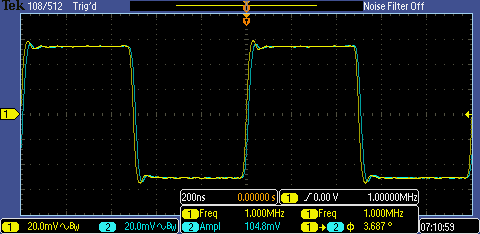 Tek 108/512 Trig'd Noise Filter Off
1
200ns 0.00000 s 1 0.00 V 1.00000MHz
1 Freq 1.000MHz 1 Freq 1.000MHz
1 20.0mV BW 2 20.0mV BW 2 Ampl 104.8mV 1 → 2 ϕ 3.687 ° 07:10:59